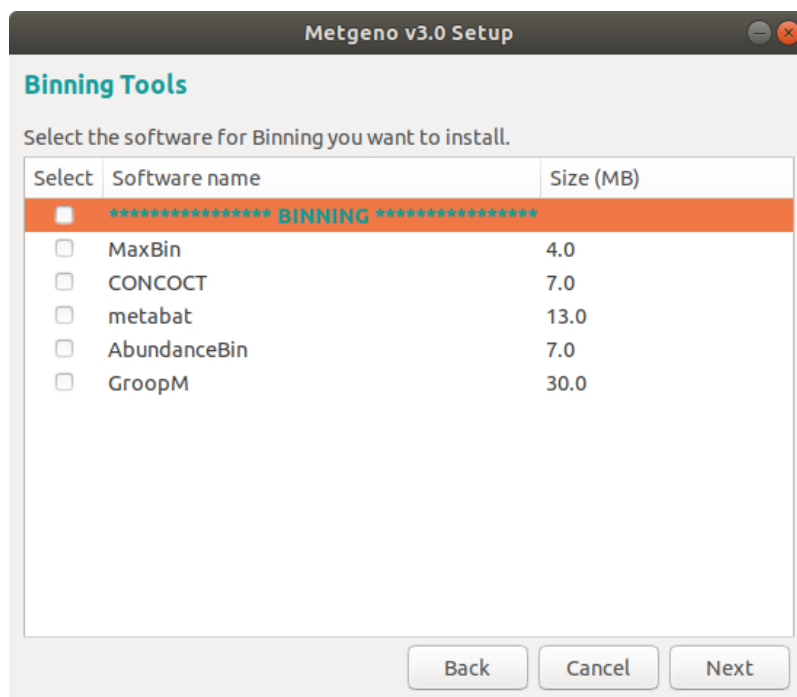 Metgeno v3.0 Setup
Binning Tools
Select the software for Binning you want to install.
Select Software name Size (MB)
**************** BINNING ****************
MaxBin 4.0
CONCOCT 7.0
metabat 13.0
AbundanceBin 7.0
GroopM 30.0
Back Cancel Next